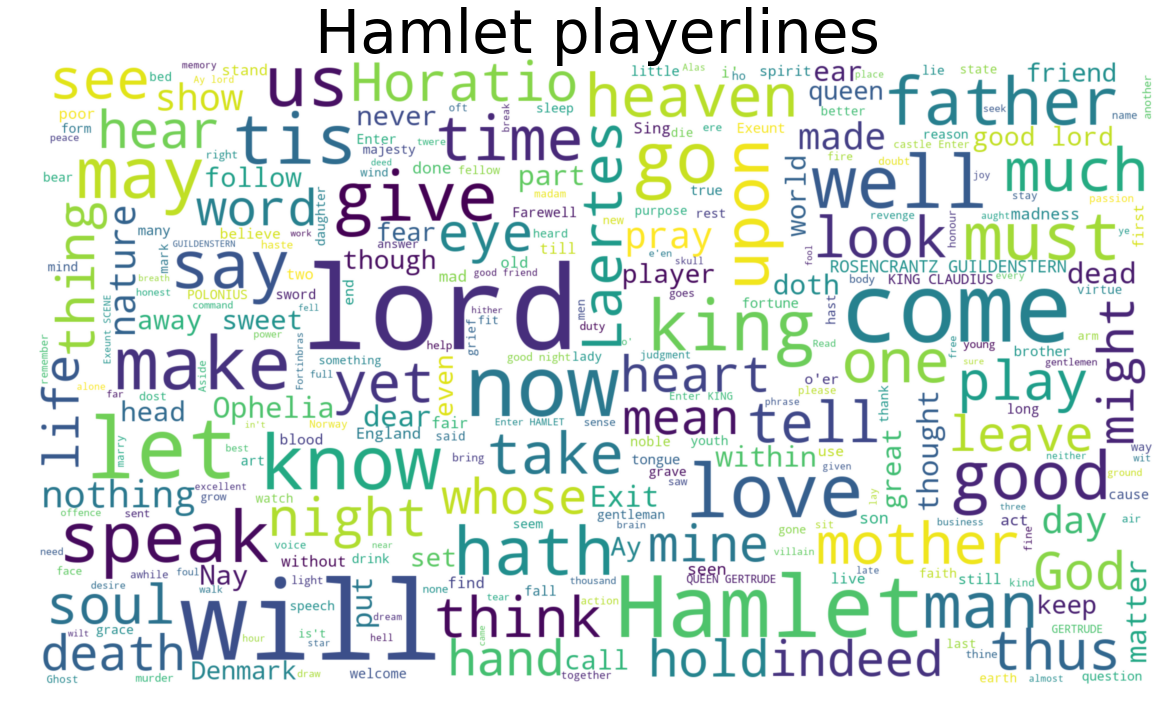 Hamlet playerlines
see
bed
memory
Ay lord
stand
us
Horatio
heaven
little
Alas
i'
ho
spirit
ear
place
lie
state
friend
another
poor
show
never
oft
break
sleep
queen
father
better
seek
name
form
peace
hear
tis
Enter
twere
time
Sing
die
ere
Exeunt
made
reason
good lord
castle Enter
right
majesty
deed
wind
done
fellow
part
Laertes
go
upon
world
fire
doubt
well
joy
much
bear
may
follow
give
madam
true
stay
passion
thing
nature
many
word
daughter
fear
eye
Farewell
purpose
rest
new
revenge
aught
madness
ye
first
believe
work
answer
heard
till
pray
fool
look
honour
must
mark
GUILDENSTERN
haste
though
old
e'en
skull
mind
say
two
mad
good friend
player
goes
doth
ROSENCRANTZ GUILDENSTERN
body
KING CLAUDIUS
every
dead
honest
breath
POLONIUS
command
sword
fell
end
lord
hither
men
fortune
hast
come
virtue
Exeunt SCENE
away
sweet
power
Fortinbras
fit
grief
duty
o'
king
Read
free
young
arm
might
remember
make
Aside
help
something
good night
lady
judgment
one
sure
brother
gentlemen
life
alone
far
dost
full
yet
even
now
heart
o'er
please
play
head
Ophelia
in't
Norway
dear
fair
Enter HAMLET
sense
Enter KING
mean
phrase
tell
thank
thought
long
let
marry
best
blood
England
said
noble
youth
use
great
leave
neither
way
wit
art
know
bring
take
tongue
within
given
good
ground
nothing
excellent
grow
watch
whose
Exit
grave
saw
love
lay
three
cause
offence
sent
night
seem
gentleman
brain
son
business
act
day
air
speak
voice
near
hath
Ay
mine
gone
sit
mother
fine
need
face
awhile
foul
Nay
without
drink
set
villain
God
desire
walk
light
put
find
none
fall
thousand
seen
QUEEN GERTRUDE
live
late
faith
still
kind
matter
soul
will
speech
dream
tear
action
think
Hamlet
man
keep
wilt
grace
hour
is't
star
hell
came
last
GERTRUDE
death
Denmark
draw
welcome
hand
call
together
hold
indeed
thine
thus
Ghost
murder
earth
almost
question